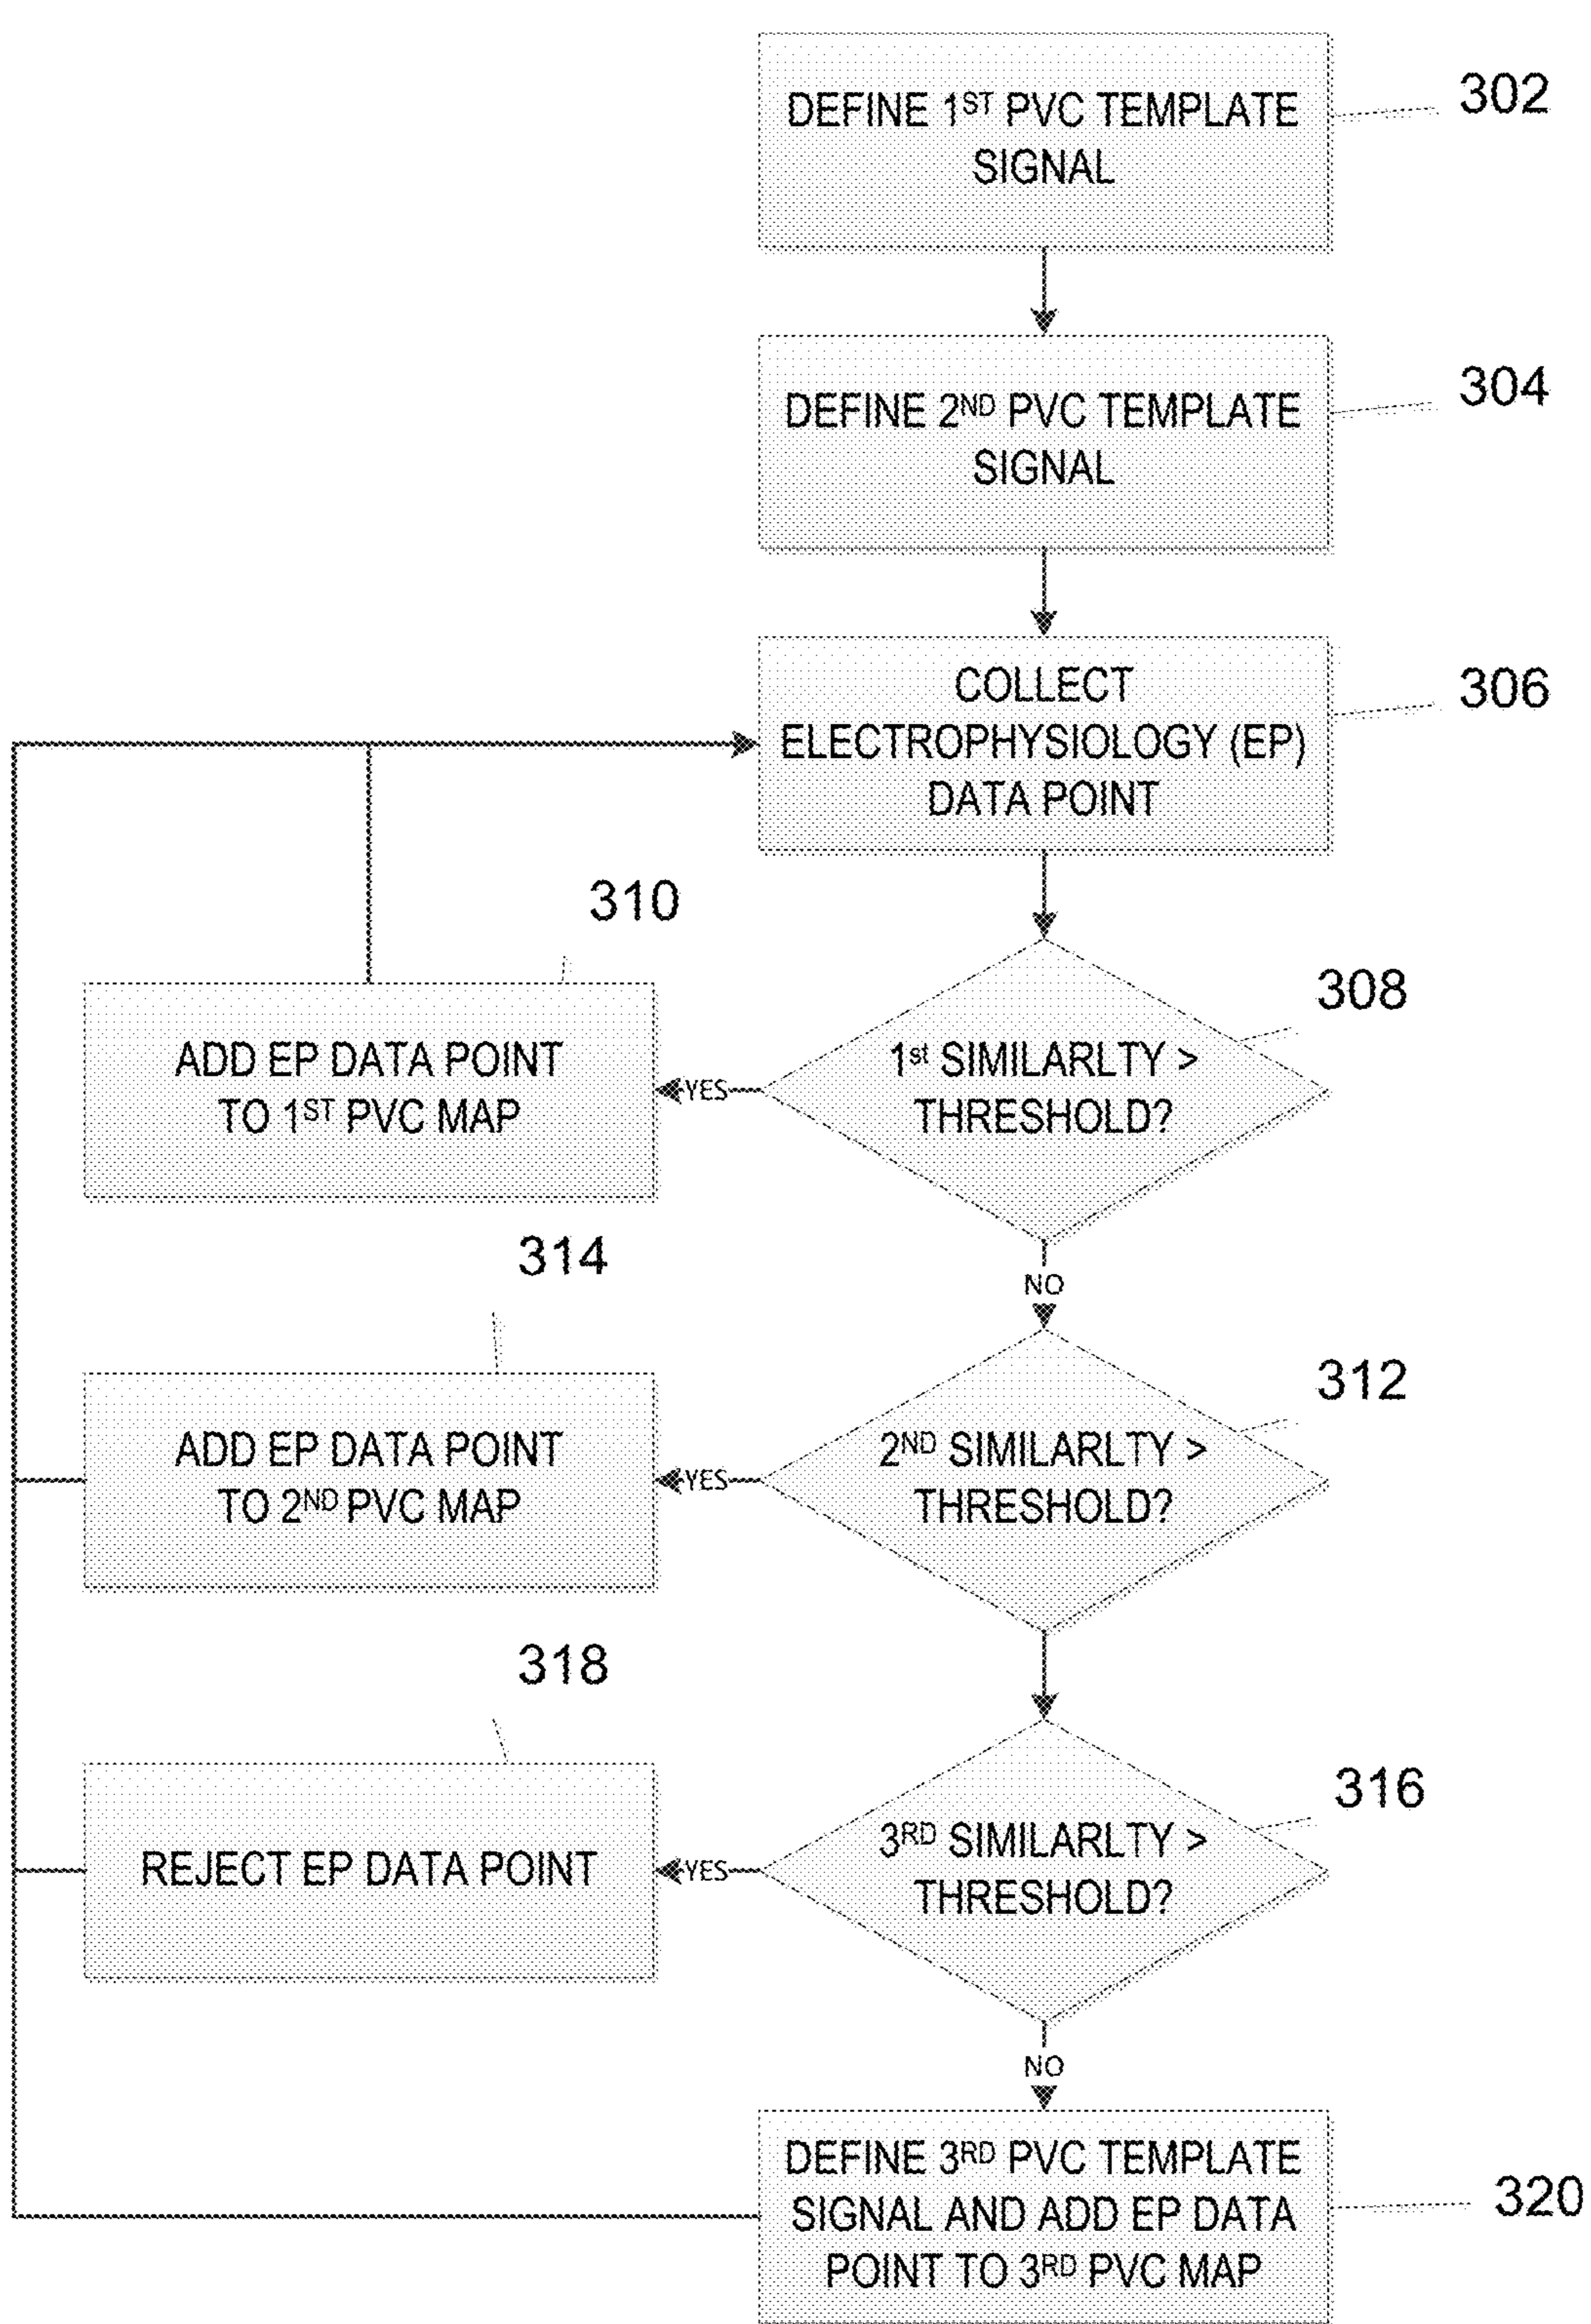 DEFINE 1ST PVC TEMPLATE
SIGNAL
302
DEFINE 2ND PVC TEMPLATE
SIGNAL
304
COLLECT
ELECTROPHYSIOLOGY (EP)
DATA POINT
306
310
ADD EP DATA POINT
TO 1ST PVC MAP
YES
1st SIMILARLTY >
THRESHOLD?
308
NO
314
ADD EP DATA POINT
TO 2ND PVC MAP
YES
2ND SIMILARLTY >
THRESHOLD?
312
318
REJECT EP DATA POINT
YES
3RD SIMILARLTY >
THRESHOLD?
316
NO
DEFINE 3RD PVC TEMPLATE
SIGNAL AND ADD EP DATA
POINT TO 3RD PVC MAP
320